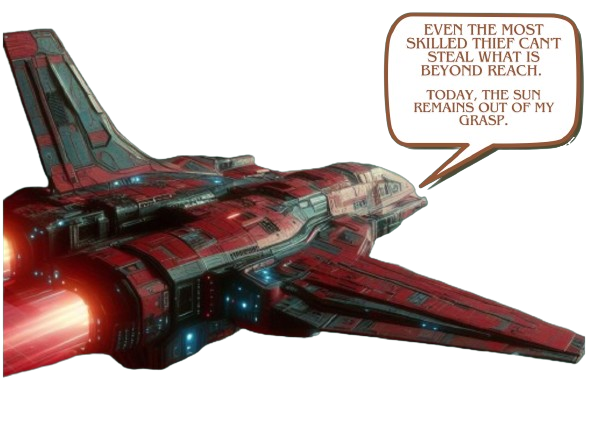 EVEN THE MOST
SKILLED THIEF CAN'T
STEAL WHAT IS
BEYOND REACH.
TODAY, THE SUN
REMAINS OUT OF MY
GRASP.